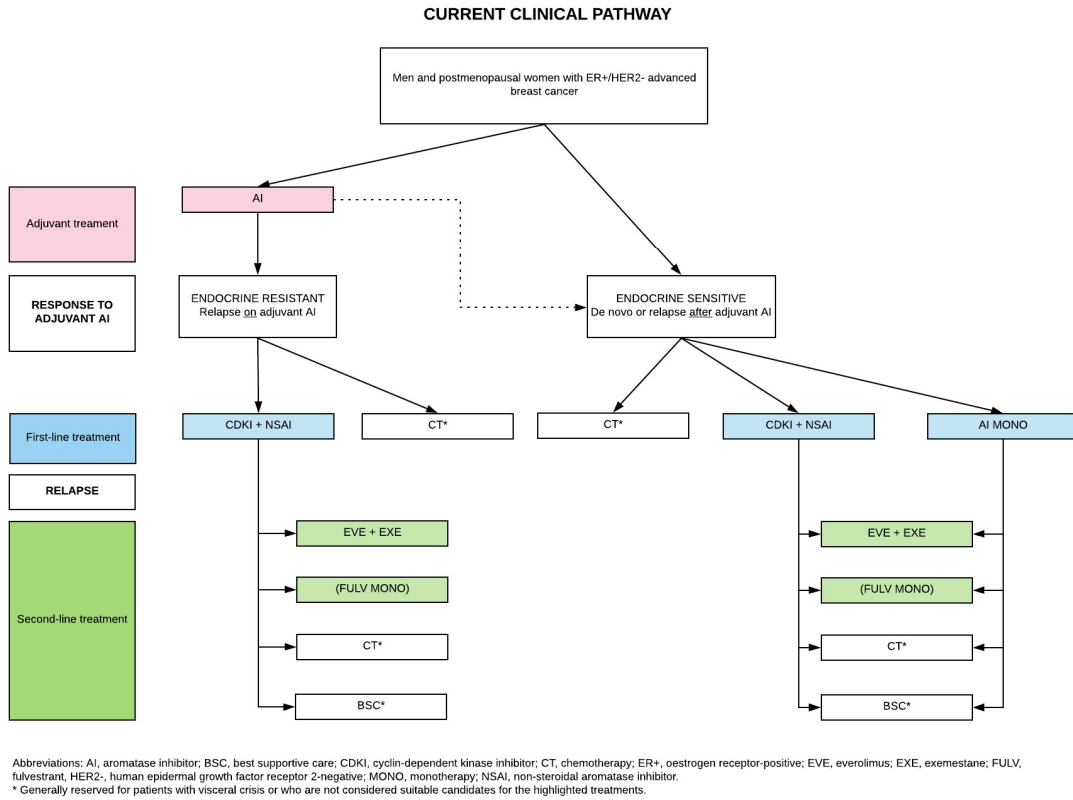 CURRENT CLINICAL PATHWAY
Men and postmenopausal women with ER+/HER2- advanced
breast cancer
AI
Adjuvant treament
RESPONSE TO
ADJUVANT AI
ENDOCRINE RESISTANT
Relapse on adjuvant AI
ENDOCRINE SENSITIVE
De novo or relapse after adjuvant AI
First-line treatment
CDKI + NSAI
CT*
CT*
CDKI + NSAI
AI MONO
RELAPSE
Second-line treatment
EVE + EXE
(FULV MONO)
CT*
BSC*
EVE + EXE
(FULV MONO)
CT*
BSC*
Abbreviations: AI, aromatase inhibitor; BSC, best supportive care; CDKI, cyclin-dependent kinase inhibitor; CT, chemotherapy; ER+, oestrogen receptor-positive; EVE, everolimus; EXE, exemestane; FULV,
fulvestrant, HER2-, human epidermal growth factor receptor 2-negative; MONO, monotherapy; NSAI, non-steroidal aromatase inhibitor.
* Generally reserved for patients with visceral crisis or who are not considered suitable candidates for the highlighted treatments.